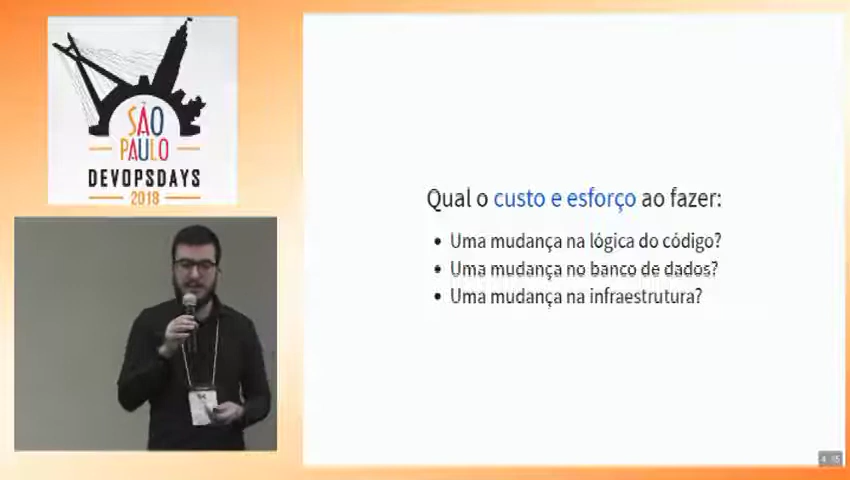 SÃO
PAULO
DEVOPSDAYS
2018
Qual o custo e esforço ao fazer:
• Uma mudança na lógica do código?
• Uma mudança no banco de dados?
• Uma mudança na infraestrutura?